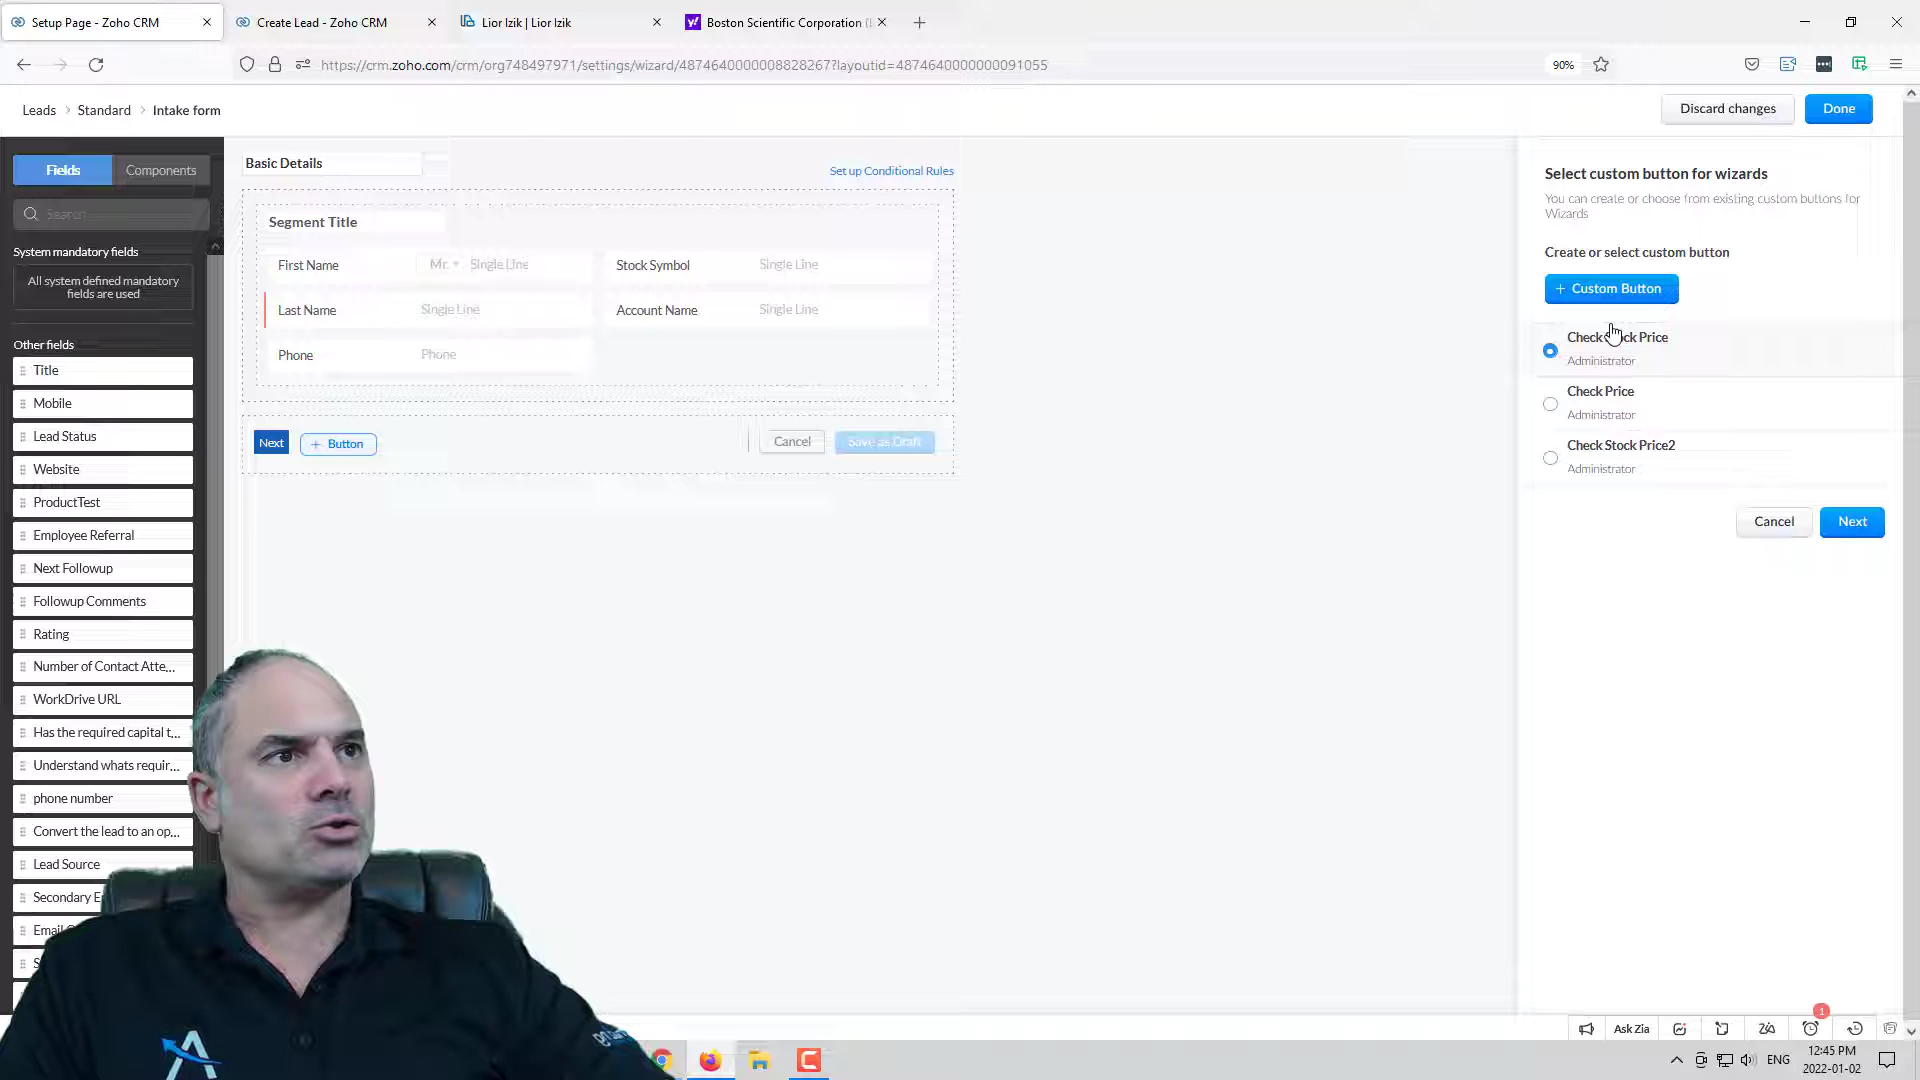 Setup Page - Zoho CRM
Create Lead - Zoho CRM
Lior Izik | Lior Izik
Boston Scientific Corporation (
https://crm.zoho.com/crm/org748497971/settings/wizard/4874640000008828267?layoutid=4874640000000091055
90%
Leads > Standard > Intake form
Discard changes
Done
Fields
Components
Search
System mandatory fields
All system defined mandatory
fields are used
Other fields
Title
Mobile
Lead Status
Website
ProductTest
Employee Referral
Next Followup
Followup Comments
Rating
Number of Contact Atte...
WorkDrive URL
Has the required capital t...
Understand whats requir...
phone number
Convert the lead to an op...
Lead Source
Secondary E
Email
S
Basic Details
Set up Conditional Rules
Segment Title
First Name
Mr.
Single Line
Stock Symbol
Single Line
Last Name
Single Line
Account Name
Single Line
Phone
Phone
Next
+ Button
Cancel
Save as Draft
Select custom button for wizards
You can create or choose from existing custom buttons for
Wizards
Create or select custom button
+ Custom Button
Check Stock Price
Administrator
Check Price
Administrator
Check Stock Price2
Administrator
Cancel
Next
1
Ask Zia
ENG
12:45 PM
2022-01-02